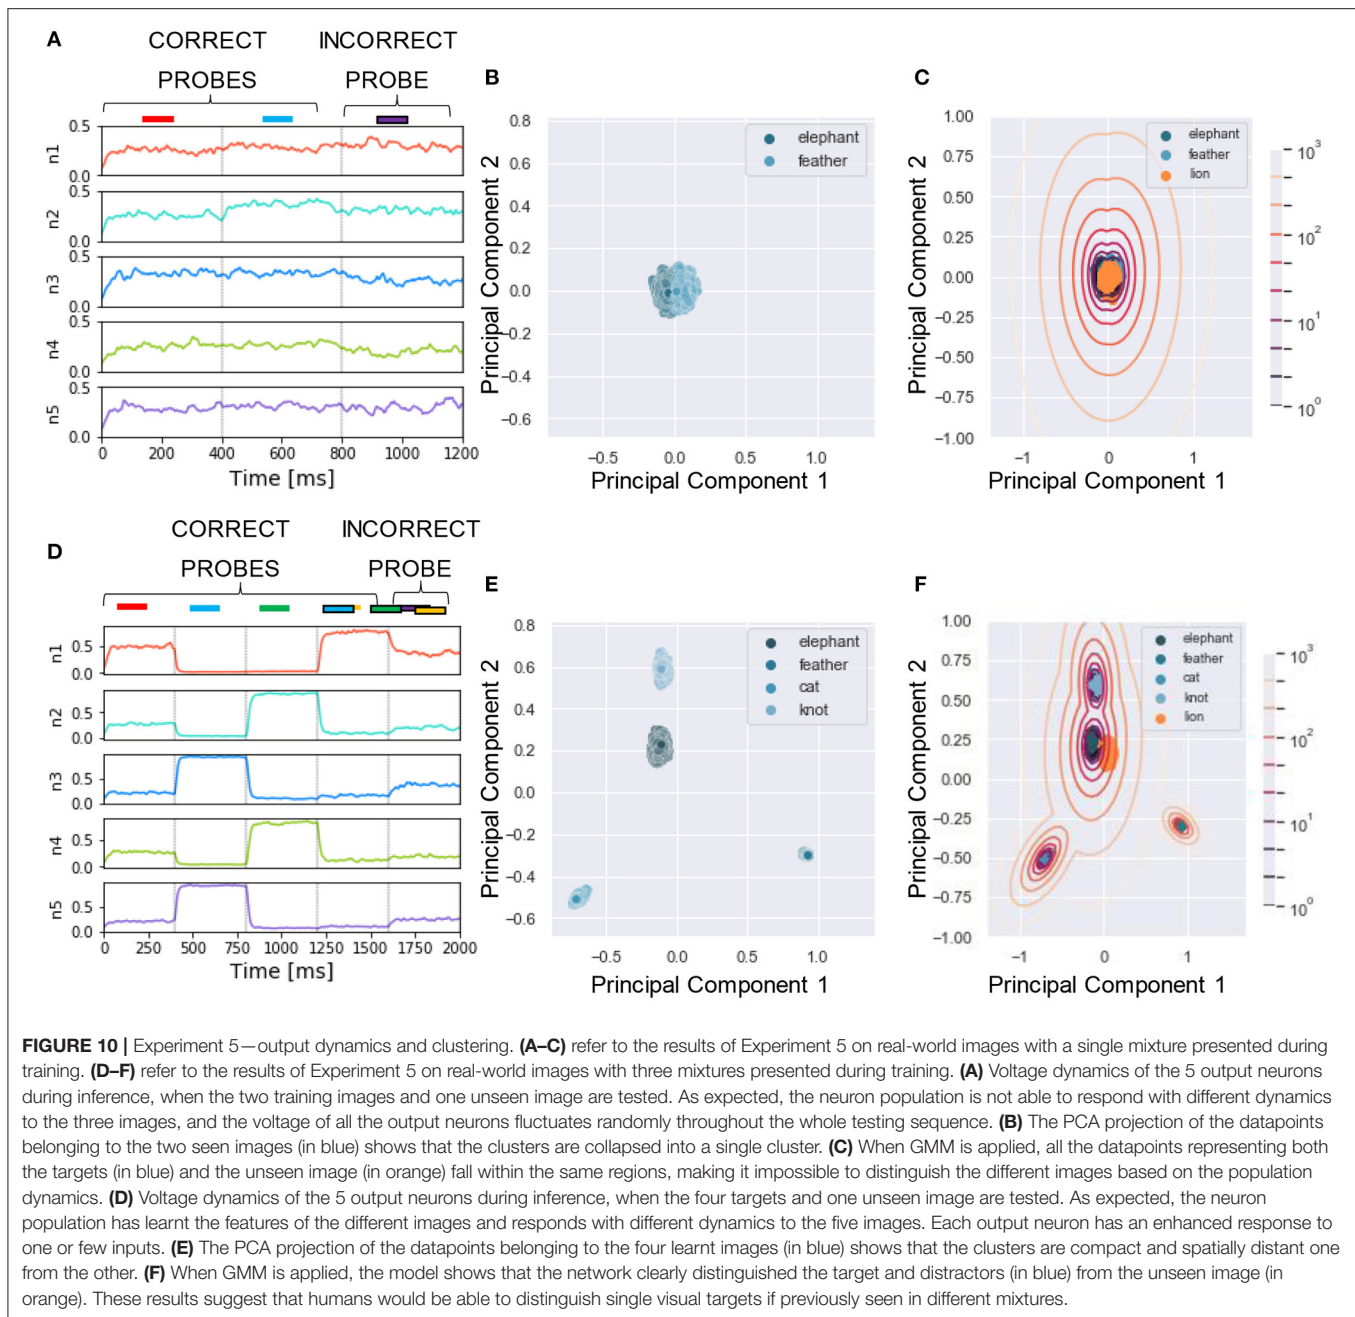 A
CORRECT
INCORRECT
PROBES
PROBE
0.5
n1
0.0
0.5
n2
0.0
0.5
n3
0.0
0.5
n4
0.0
0.5
n5
0.0
0 200 400 600 800 1000 1200
Time [ms]
B
Principal Component 2
0.8
0.6
0.4
0.2
0.0
−0.2
−0.4
−0.6
elephant
feather
−0.5 0.0 0.5 1.0
Principal Component 1
C
Principal Component 2
1.00
0.75
0.50
0.25
0.00
−0.25
−0.50
−0.75
−1.00
elephant
feather
lion
−1 0 1
Principal Component 1
10³
10²
10¹
10⁰
D
CORRECT
INCORRECT
PROBES
PROBE
0.5
n1
0.0
0.5
n2
0.0
0.5
n3
0.0
0.5
n4
0.0
0.5
n5
0.0
0 250 500 750 1000 1250 1500 1750 2000
Time [ms]
E
Principal Component 2
0.8
0.6
0.4
0.2
0.0
−0.2
−0.4
−0.6
elephant
feather
cat
knot
−0.5 0.0 0.5 1.0
Principal Component 1
F
Principal Component 2
1.00
0.75
0.50
0.25
0.00
−0.25
−0.50
−0.75
−1.00
elephant
feather
cat
knot
lion
−1 0 1
Principal Component 1
10³
10²
10¹
10⁰
FIGURE 10 | Experiment 5—output dynamics and clustering. (A–C) refer to the results of Experiment 5 on real-world images with a single mixture presented during
training. (D–F) refer to the results of Experiment 5 on real-world images with three mixtures presented during training. (A) Voltage dynamics of the 5 output neurons
during inference, when the two training images and one unseen image are tested. As expected, the neuron population is not able to respond with different dynamics
to the three images, and the voltage of all the output neurons fluctuates randomly throughout the whole testing sequence. (B) The PCA projection of the datapoints
belonging to the two seen images (in blue) shows that the clusters are collapsed into a single cluster. (C) When GMM is applied, all the datapoints representing both
the targets (in blue) and the unseen image (in orange) fall within the same regions, making it impossible to distinguish the different images based on the population
dynamics. (D) Voltage dynamics of the 5 output neurons during inference, when the four targets and one unseen image are tested. As expected, the neuron
population has learnt the features of the different images and responds with different dynamics to the five images. Each output neuron has an enhanced response to
one or few inputs. (E) The PCA projection of the datapoints belonging to the four learnt images (in blue) shows that the clusters are compact and spatially distant one
from the other. (F) When GMM is applied, the model shows that the network clearly distinguished the target and distractors (in blue) from the unseen image (in
orange). These results suggest that humans would be able to distinguish single visual targets if previously seen in different mixtures.